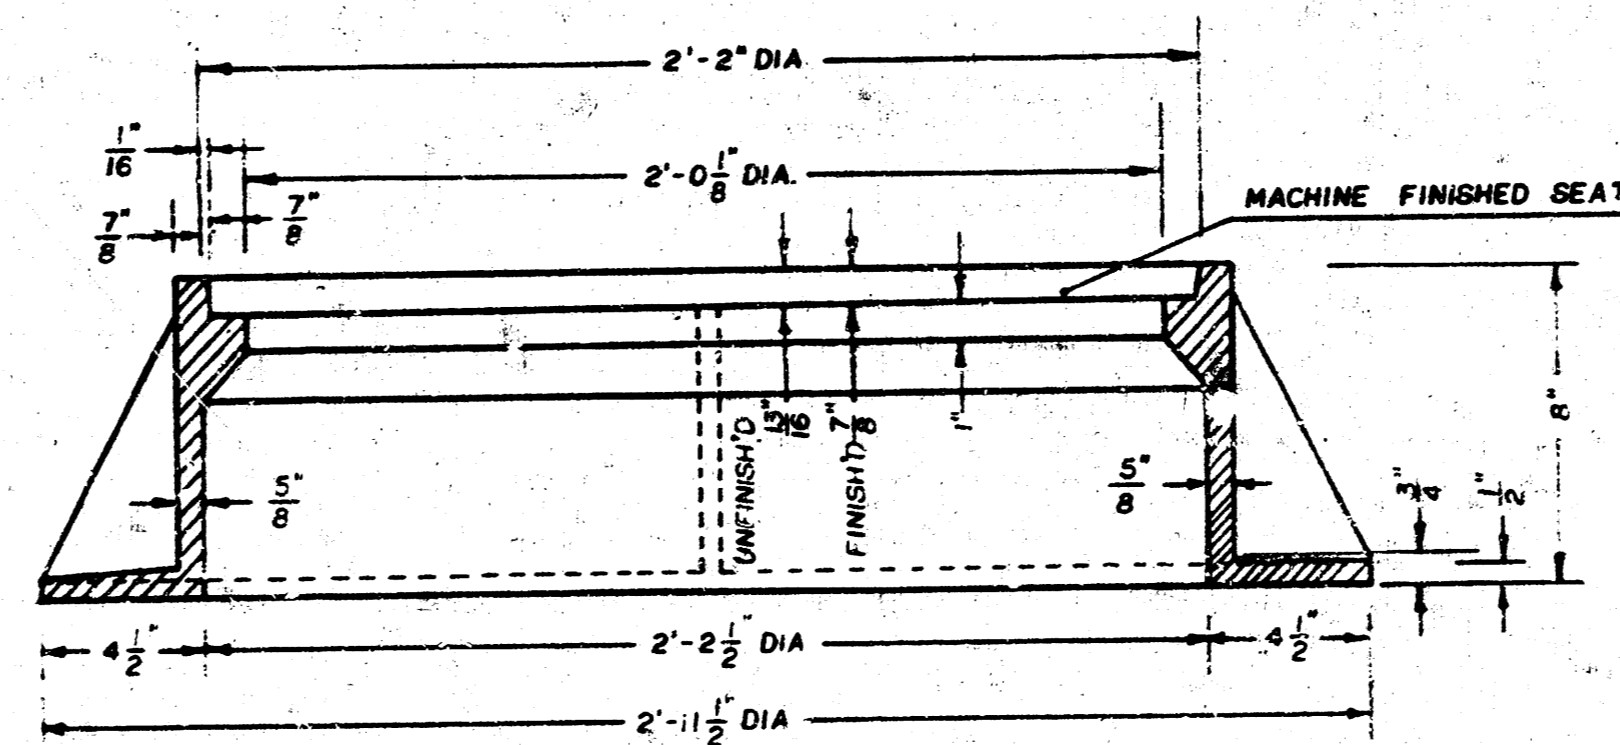 2'-2" DIA
1/16"
2'-0 1/8" DIA.
7/8"
7/8"
MACHINE FINISHED SEAT
UNFINISH'D 13/16"
FINISH'D 7/8"
1"
8"
5/8"
5/8"
3/4"
1/2"
4 1/2"
2'-2 1/2" DIA
4 1/2"
2'-11 1/2" DIA